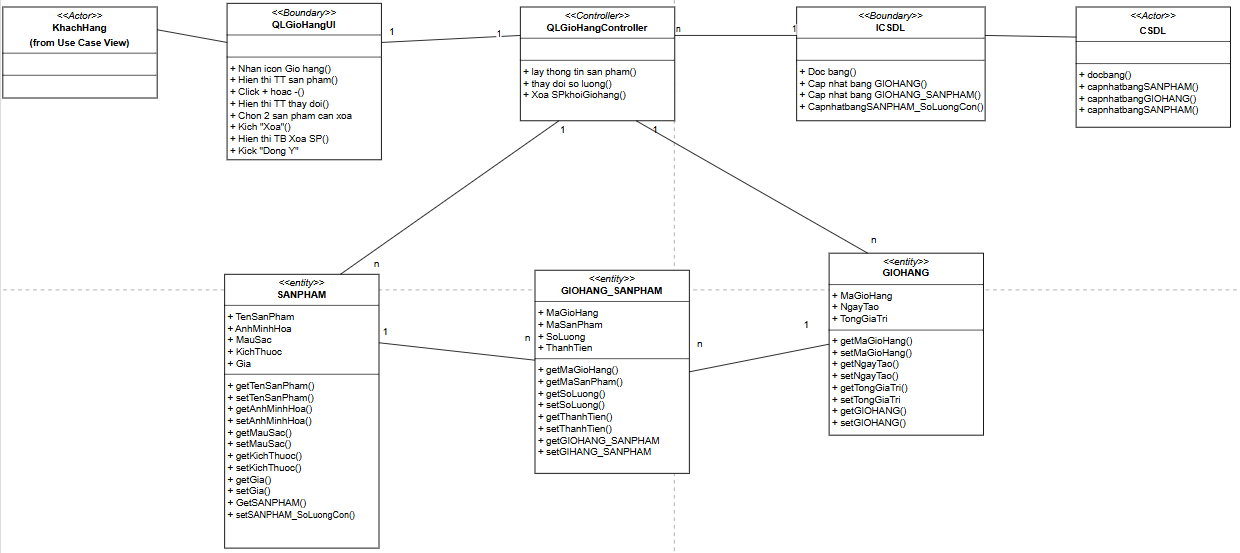 <<Actor>>
KhachHang
(from Use Case View)
<<Boundary>>
QLGioHangUI
+ Nhan icon Gio hang()
+ Hien thi TT san pham()
+ Click + hoac -()
+ Hien thi TT thay doi()
+ Chon 2 san pham can xoa
+ Kich "Xoa"()
+ Hien thi TB Xoa SP()
+ Kick "Dong Y"
1
1
<<Controller>>
QLGioHangController
+ lay thong tin san pham()
+ thay doi so luong()
+ Xoa SPkhoiGiohang()
n
1
<<Boundary>>
ICSDL
+ Doc bang()
+ Cap nhat bang GIOHANG()
+ Cap nhat bang GIOHANG_SANPHAM()
+ CapnhatbangSANPHAM_SoLuongCon()
<<Actor>>
CSDL
+ docbang()
+ capnhatbangSANPHAM()
+ capnhatbangGIOHANG()
+ capnhatbangSANPHAM()
1
1
n
n
<<entity>>
SANPHAM
+ TenSanPham
+ AnhMinhHoa
+ MauSac
+ KichThuoc
+ Gia
+ getTenSanPham()
+ setTenSanPham()
+ getAnhMinhHoa()
+ setAnhMinhHoa()
+ getMauSac()
+ setMauSac()
+ getKichThuoc()
+ setKichThuoc()
+ getGia()
+ setGia()
+ GetSANPHAM()
+ setSANPHAM_SoLuongCon()
1
n
<<entity>>
GIOHANG_SANPHAM
+ MaGioHang
+ MaSanPham
+ SoLuong
+ ThanhTien
+ getMaGioHang()
+ getMaSanPham()
+ getSoLuong()
+ setSoLuong()
+ getThanhTien()
+ setThanhTien()
+ getGIOHANG_SANPHAM
+ setGIHANG_SANPHAM
n
1
<<entity>>
GIOHANG
+ MaGioHang
+ NgayTao
+ TongGiaTri
+ getMaGioHang()
+ setMaGioHang()
+ getNgayTao()
+ setNgayTao()
+ getTongGiaTri()
+ setTongGiaTri
+ getGIOHANG()
+ setGIOHANG()